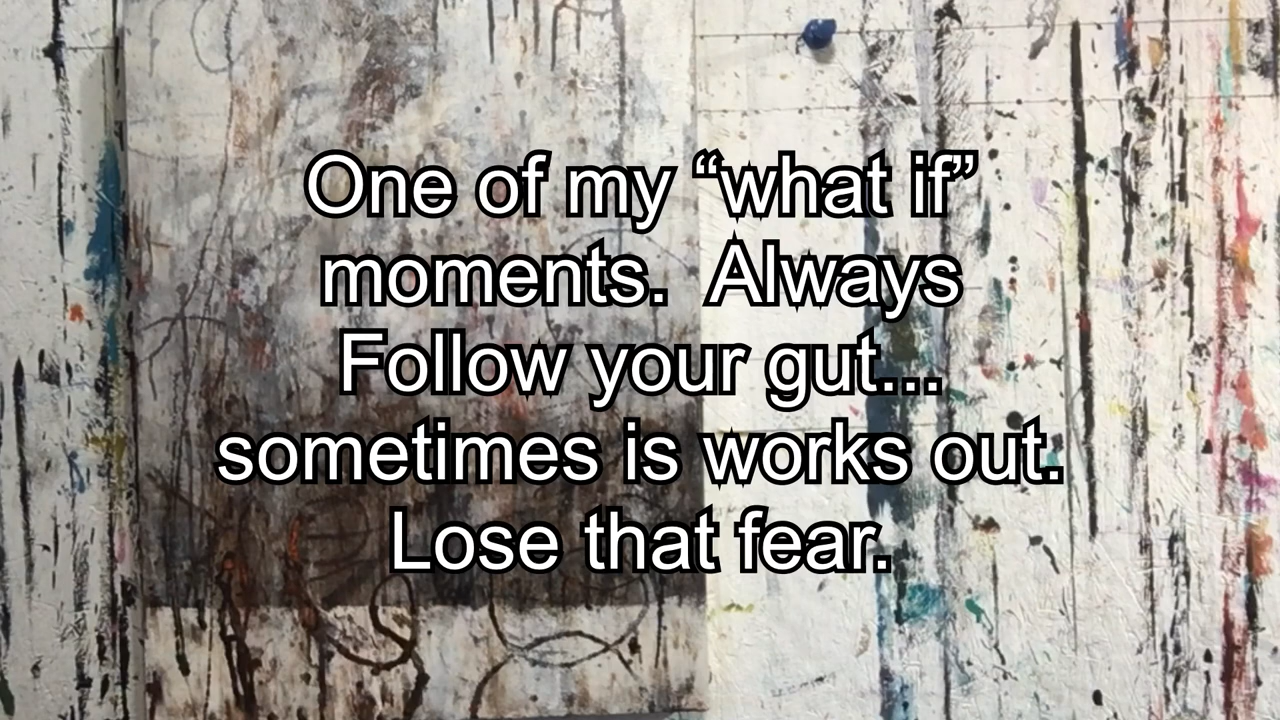 One of my “what if”
moments.  Always
Follow your gut...
sometimes is works out.
Lose that fear.